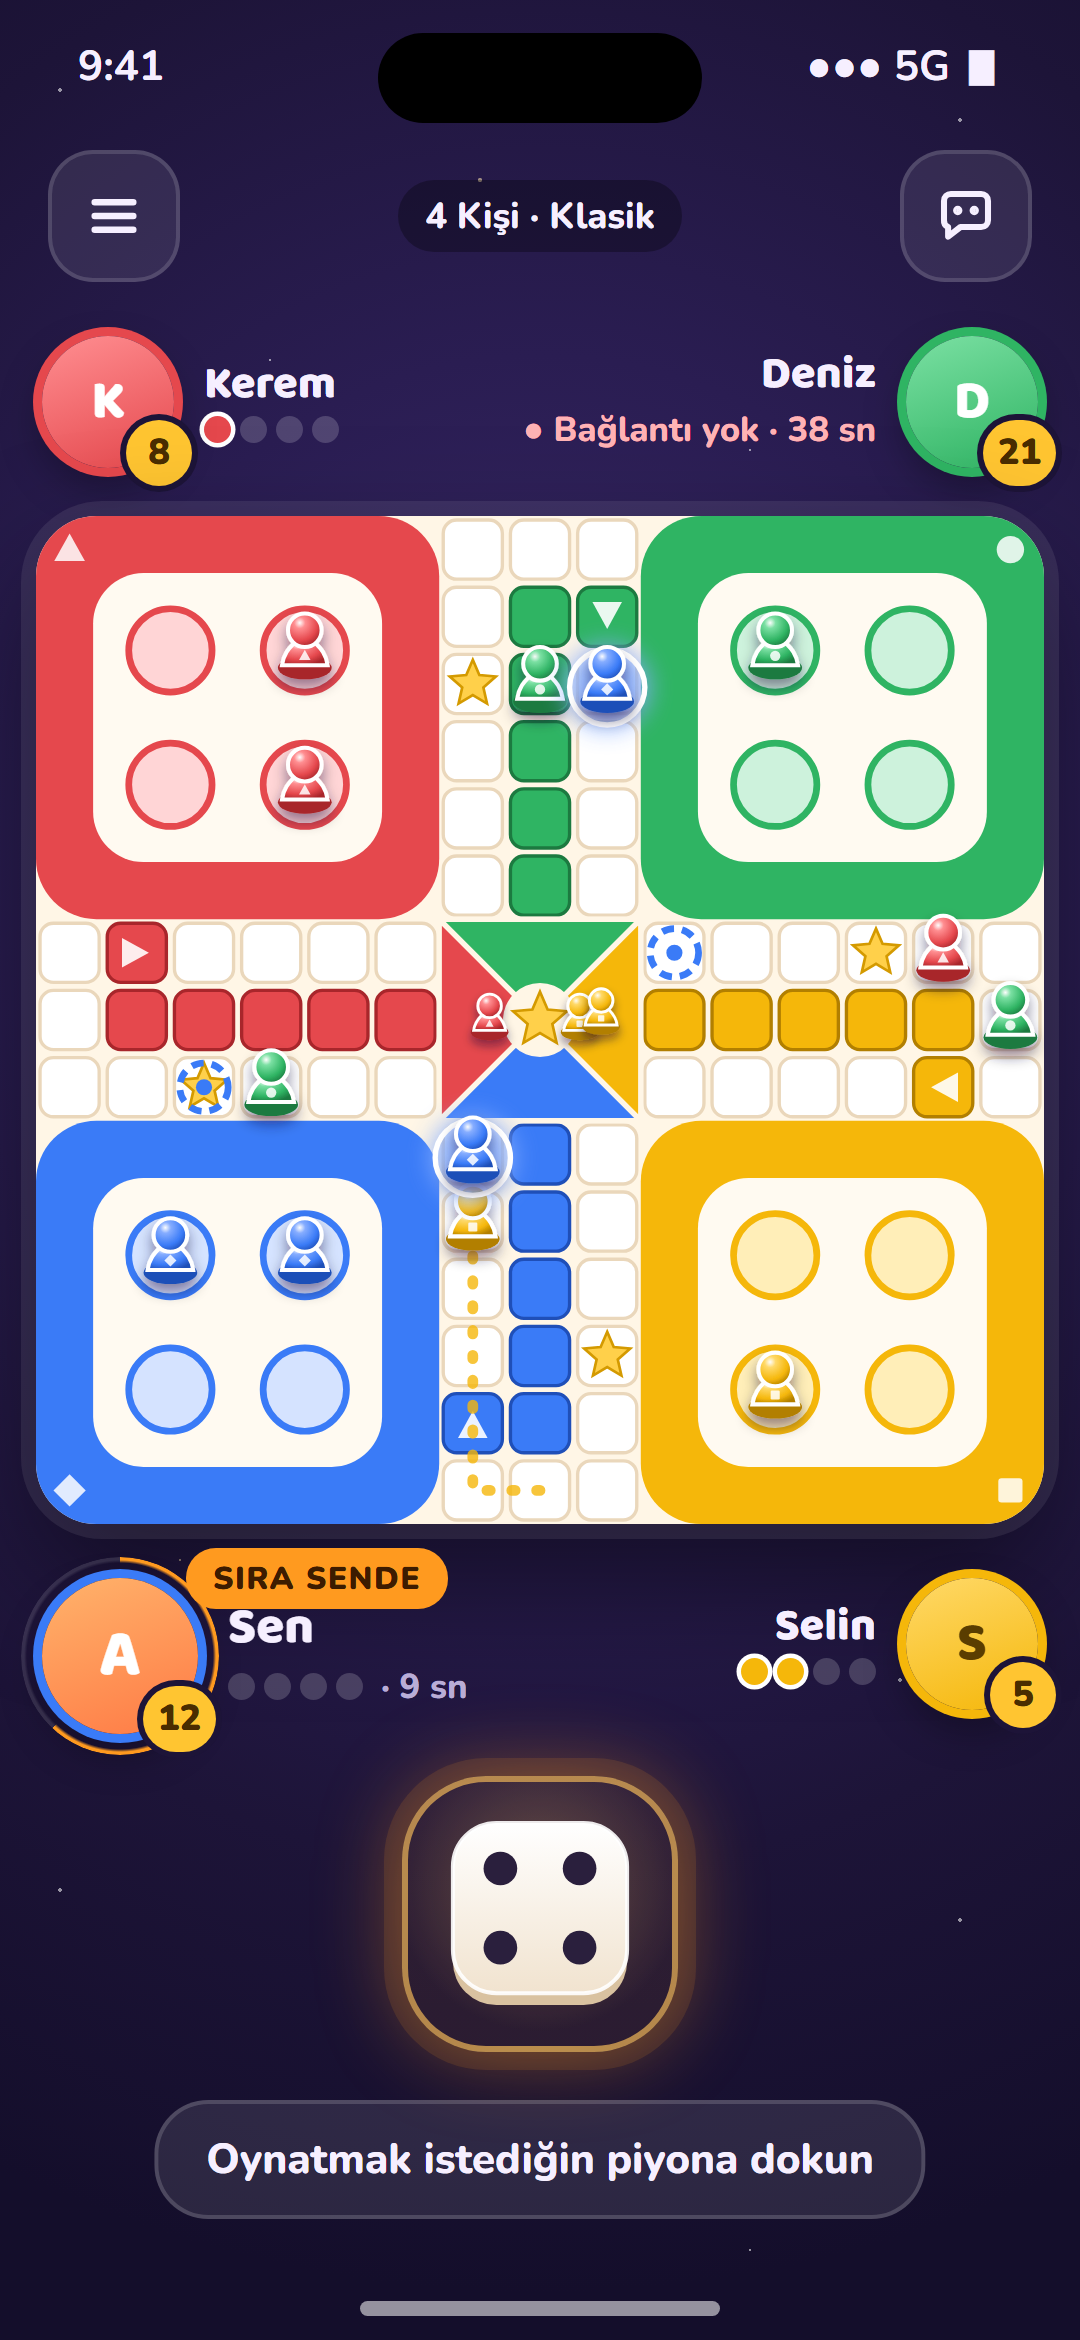 9:41
5G
4 Kişi · Klasik
K
8
Kerem
Deniz
● Bağlantı yok · 38 sn
D
21
SIRA SENDE
A
12
Sen
· 9 sn
Selin
S
5
Oynatmak istediğin piyona dokun